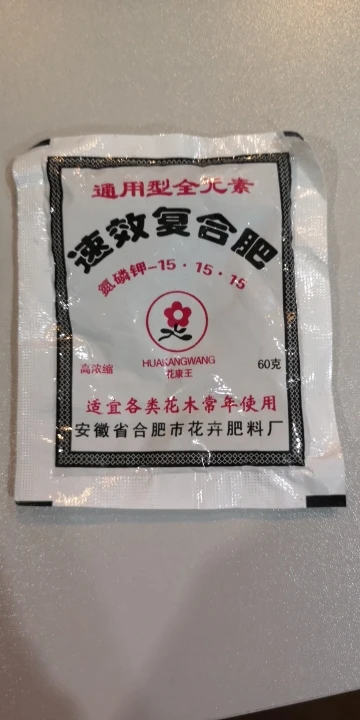 通用型全元素
速效复合肥
氮磷钾-15·15·15
HUAKANGWANG
花康王
高浓缩
60克
适宜各类花木常年使用
安徽省合肥市花卉肥料厂